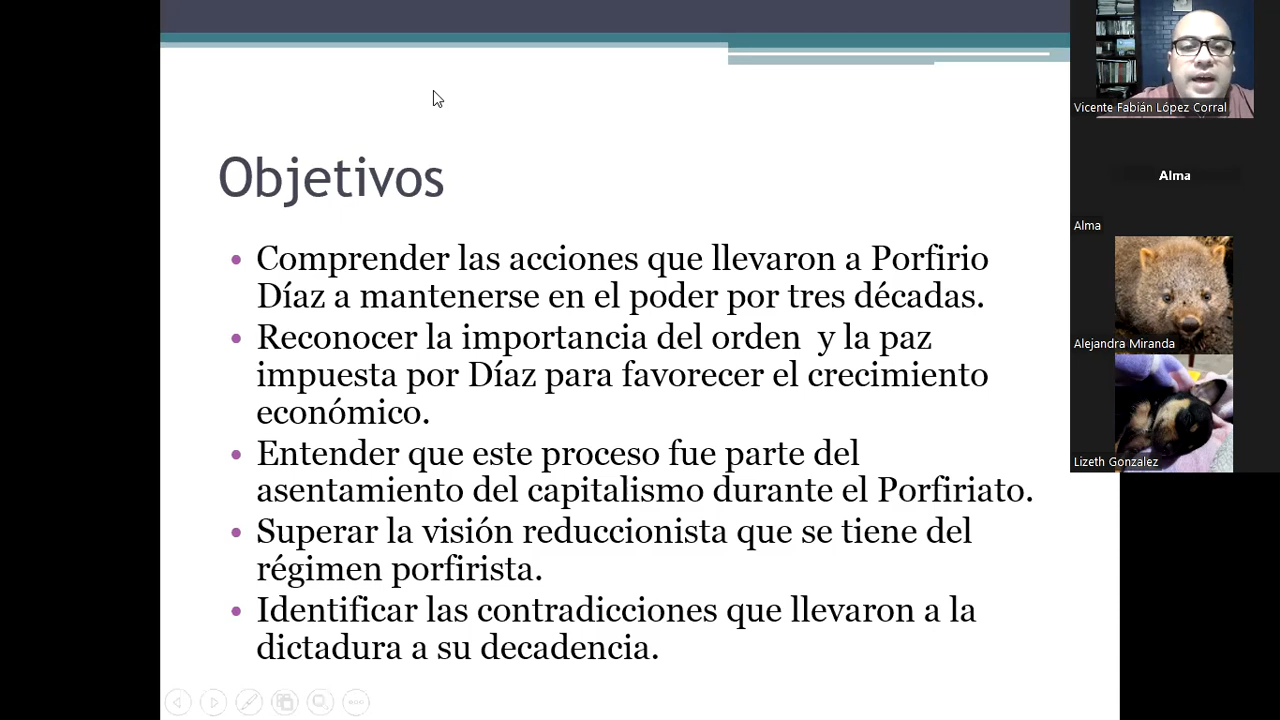 Objetivos
Comprender las acciones que llevaron a Porfirio
Díaz a mantenerse en el poder por tres décadas.
Reconocer la importancia del orden  y la paz
impuesta por Díaz para favorecer el crecimiento
económico.
Entender que este proceso fue parte del
asentamiento del capitalismo durante el Porfiriato.
Superar la visión reduccionista que se tiene del
régimen porfirista.
Identificar las contradicciones que llevaron a la
dictadura a su decadencia.
Vicente Fabián López Corral
Alma
Alma
Alejandra Miranda
Lizeth Gonzalez